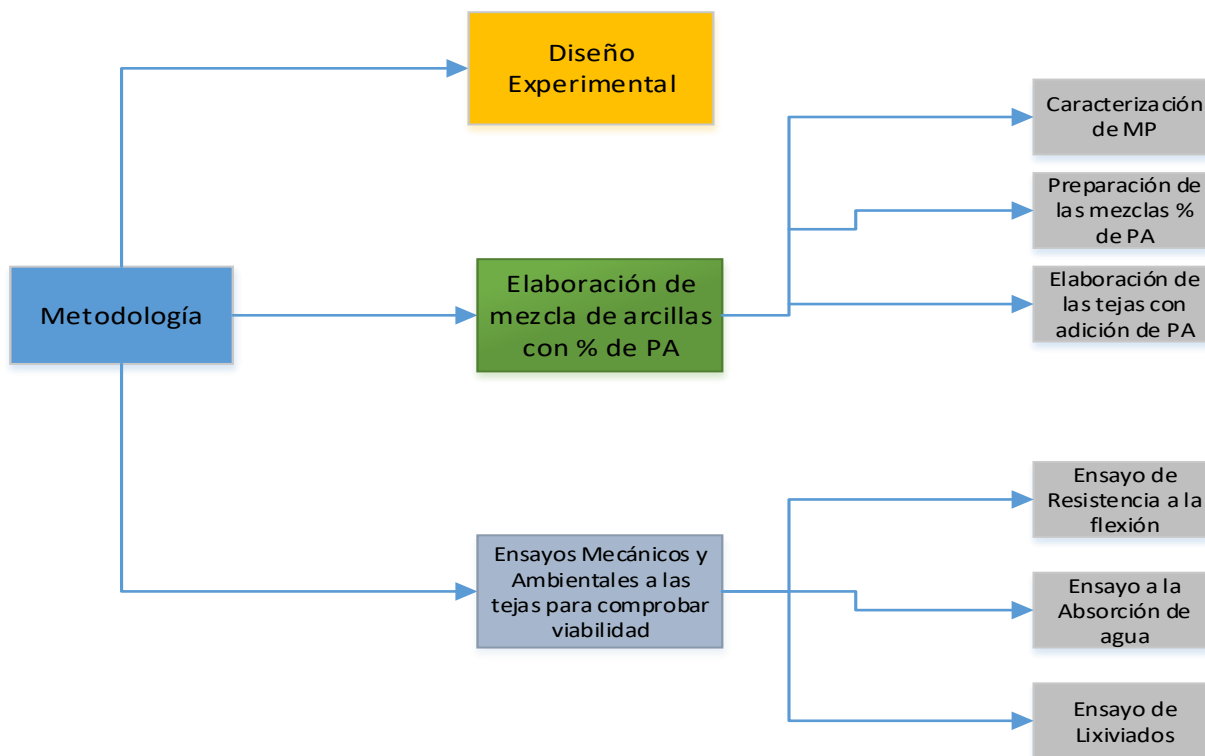 Diseño
Experimental
Caracterización
de MP
Preparación de
las mezclas %
de PA
Metodología
Elaboración de
mezcla de arcillas
con % de PA
Elaboración de
las tejas con
adición de PA
Ensayos Mecánicos y
Ambientales a las
tejas para comprobar
viabilidad
Ensayo de
Resistencia a la
flexión
Ensayo a la
Absorción de
agua
Ensayo de
Lixiviados